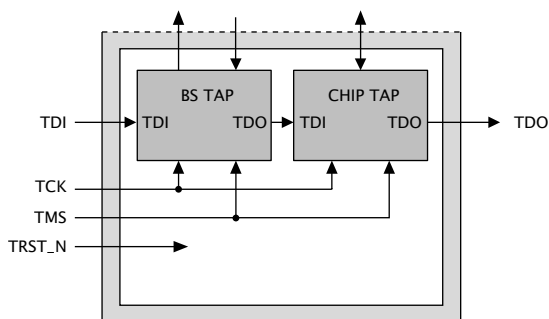 BS TAP CHIP TAP
TDI TDI TDO TDI TDO TDO
TCK
TMS
TRST_N